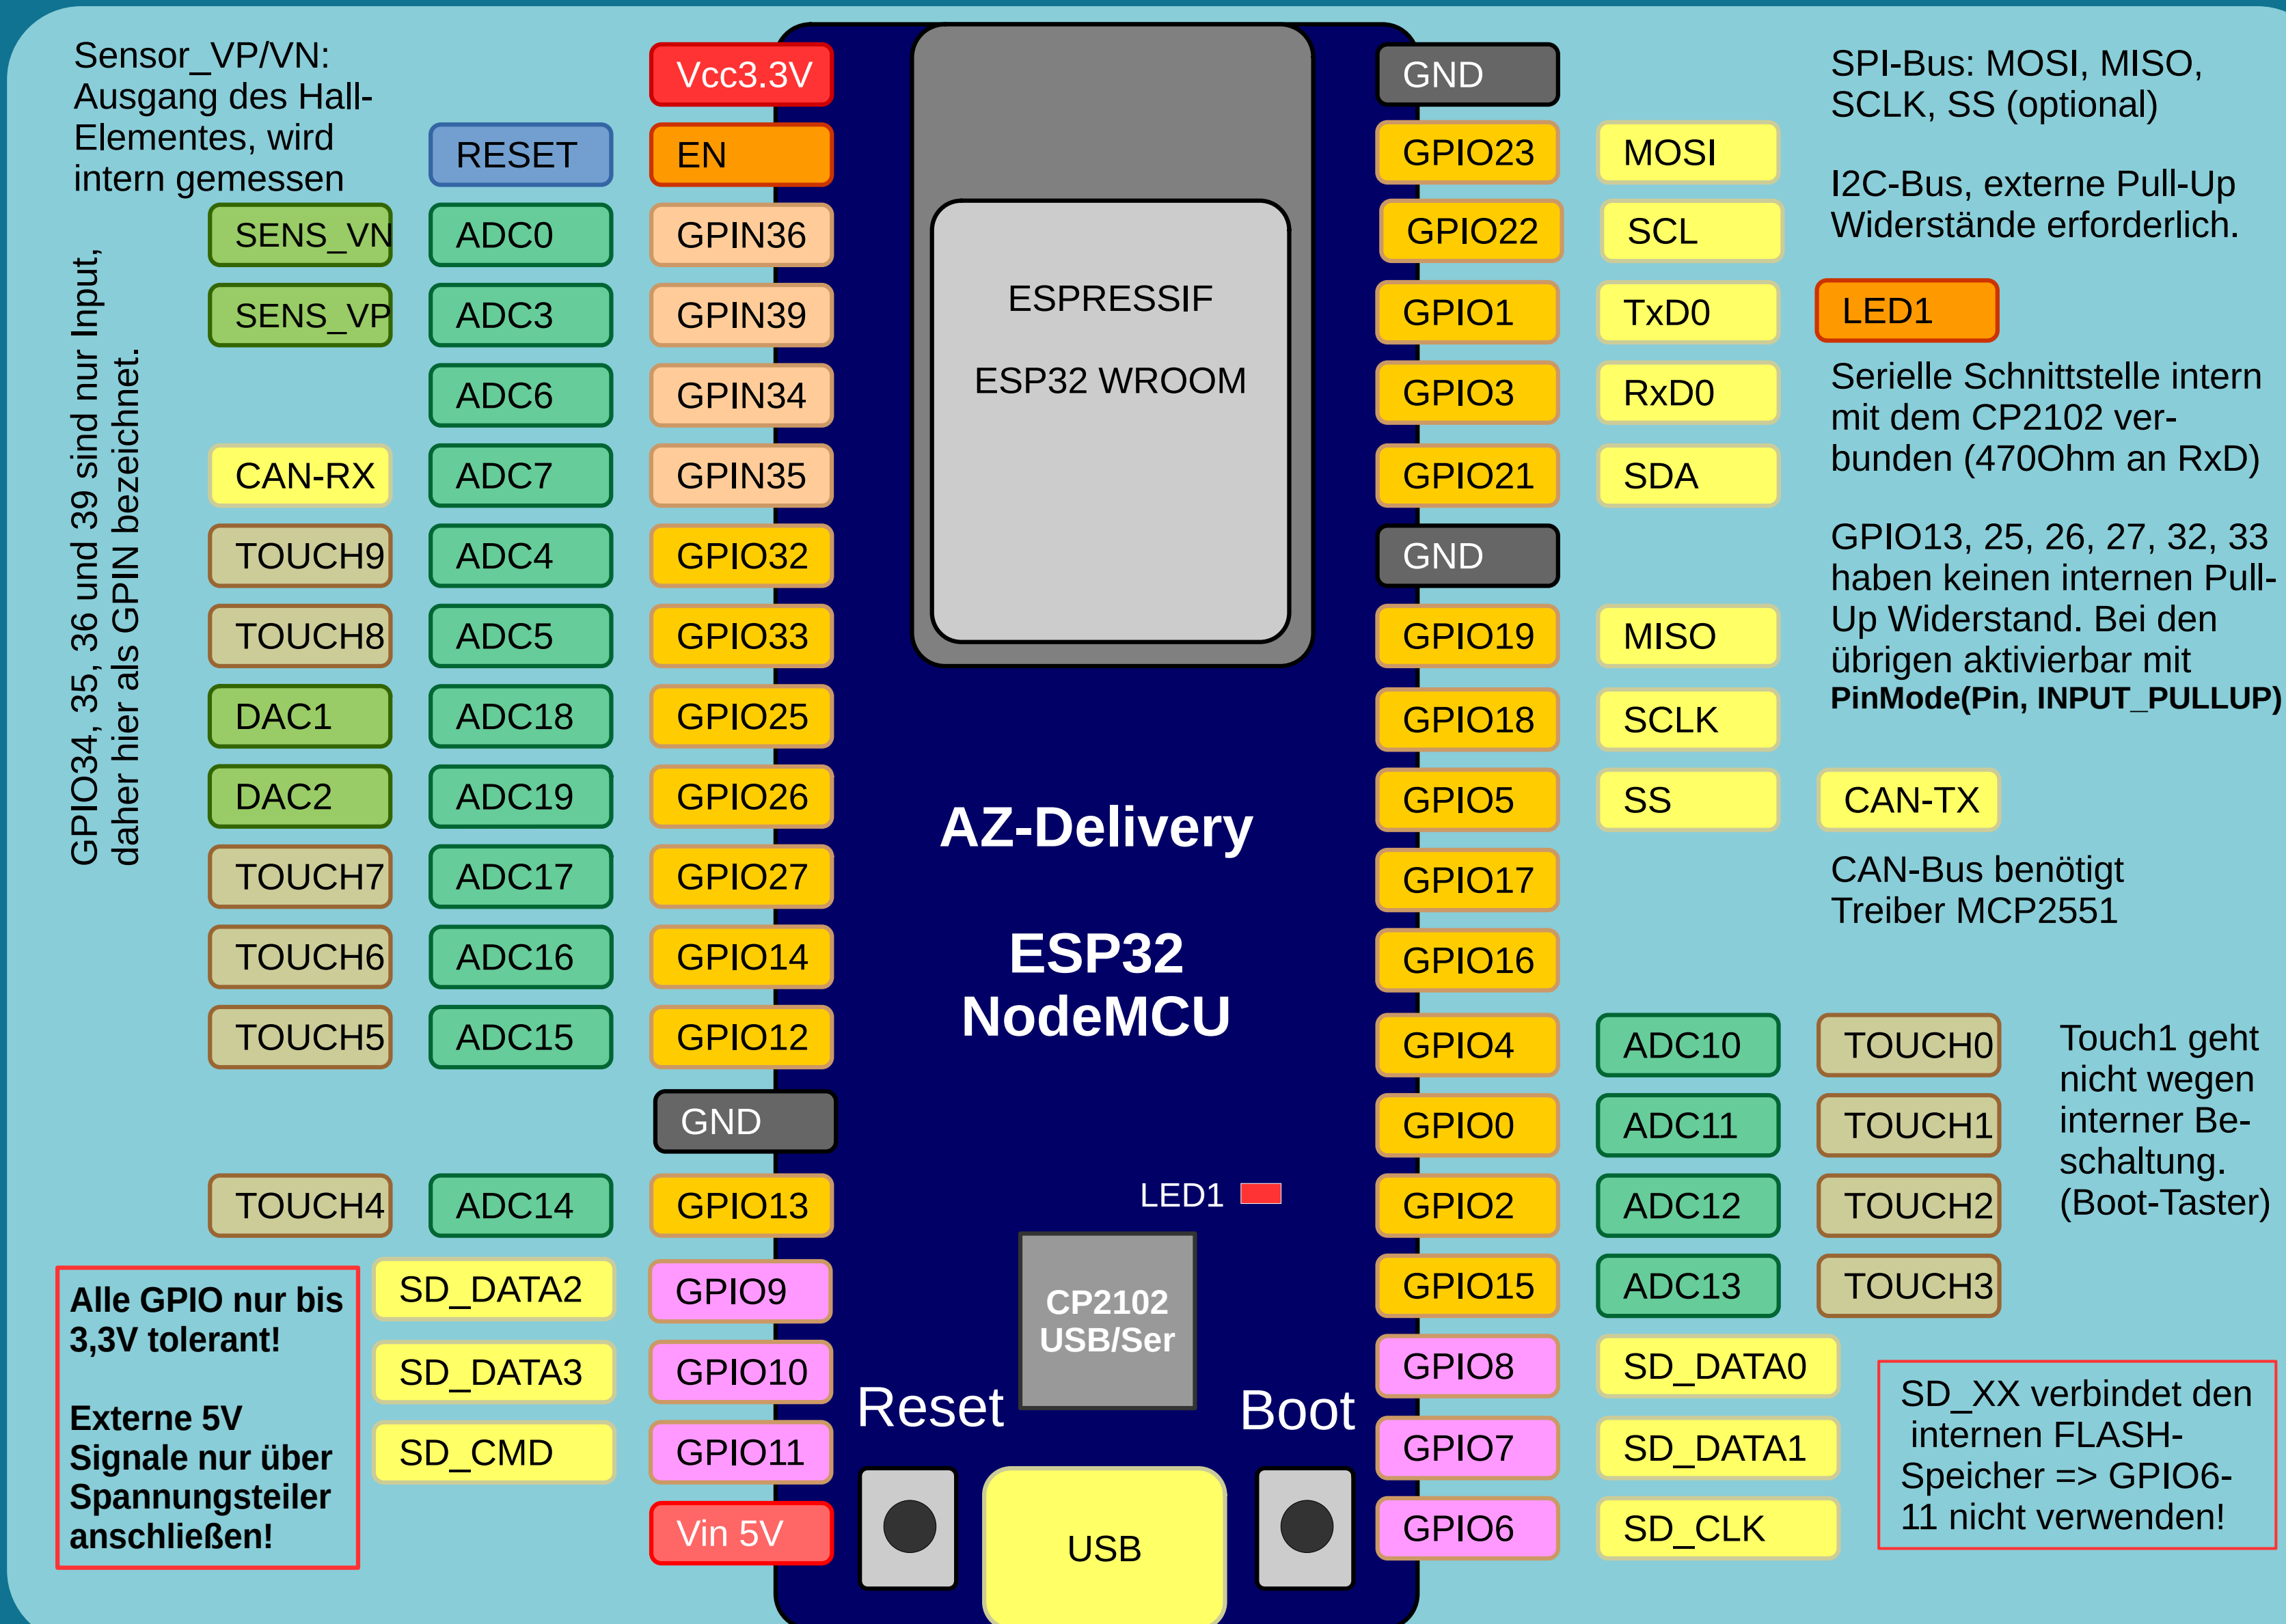 Sensor_VP/VN:
Ausgang des Hall-
Elementes, wird
intern gemessen
GPIO34, 35, 36 und 39 sind nur Input,
daher hier als GPIN bezeichnet.
Vcc3.3V
RESET EN
SENS_VN ADC0 GPIN36
SENS_VP ADC3 GPIN39
ADC6 GPIN34
CAN-RX ADC7 GPIN35
TOUCH9 ADC4 GPIO32
TOUCH8 ADC5 GPIO33
DAC1 ADC18 GPIO25
DAC2 ADC19 GPIO26
TOUCH7 ADC17 GPIO27
TOUCH6 ADC16 GPIO14
TOUCH5 ADC15 GPIO12
GND
TOUCH4 ADC14 GPIO13
SD_DATA2 GPIO9
SD_DATA3 GPIO10
SD_CMD GPIO11
Vin 5V
Alle GPIO nur bis
3,3V tolerant!
Externe 5V
Signale nur über
Spannungsteiler
anschließen!
ESPRESSIF
ESP32 WROOM
AZ-Delivery
ESP32
NodeMCU
LED1
CP2102
USB/Ser
Reset
Boot
USB
GND
GPIO23 MOSI
GPIO22 SCL
GPIO1 TxD0 LED1
GPIO3 RxD0
GPIO21 SDA
GND
GPIO19 MISO
GPIO18 SCLK
GPIO5 SS CAN-TX
GPIO17
GPIO16
GPIO4 ADC10 TOUCH0
GPIO0 ADC11 TOUCH1
GPIO2 ADC12 TOUCH2
GPIO15 ADC13 TOUCH3
GPIO8 SD_DATA0
GPIO7 SD_DATA1
GPIO6 SD_CLK
SPI-Bus: MOSI, MISO,
SCLK, SS (optional)
I2C-Bus, externe Pull-Up
Widerstände erforderlich.
Serielle Schnittstelle intern
mit dem CP2102 ver-
bunden (470Ohm an RxD)
GPIO13, 25, 26, 27, 32, 33
haben keinen internen Pull-
Up Widerstand. Bei den
übrigen aktivierbar mit
PinMode(Pin, INPUT_PULLUP)
CAN-Bus benötigt
Treiber MCP2551
Touch1 geht
nicht wegen
interner Be-
schaltung.
(Boot-Taster)
SD_XX verbindet den
internen FLASH-
Speicher => GPIO6-
11 nicht verwenden!